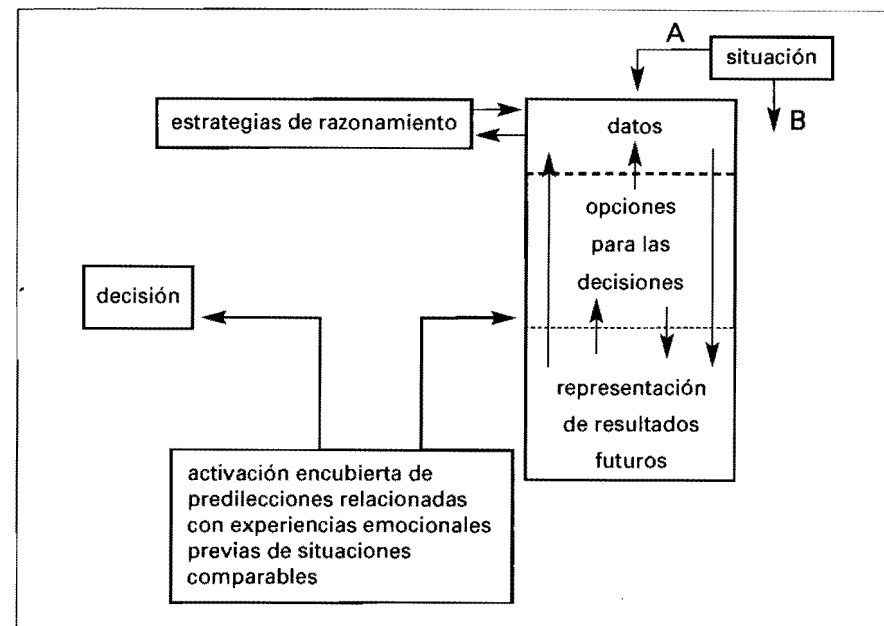 A
situación
B
estrategias de razonamiento
datos
opciones
para las
decisiones
decisión
representación
de resultados
futuros
activación encubierta de
predilecciones relacionadas
con experiencias emocionales
previas de situaciones
comparables